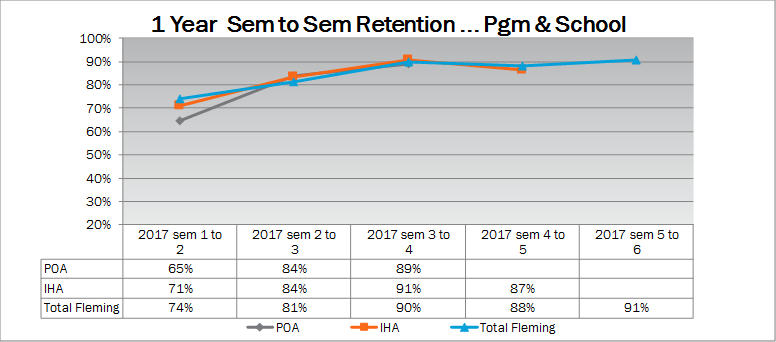 1 Year  Sem to Sem Retention ... Pgm & School
100%
90%
80%
70%
60%
50%
40%
30%
20%
2017 sem 1 to 2
2017 sem 2 to 3
2017 sem 3 to 4
2017 sem 4 to 5
2017 sem 5 to 6
POA 65% 84% 89%
IHA 71% 84% 91% 87%
Total Fleming 74% 81% 90% 88% 91%
POA IHA Total Fleming